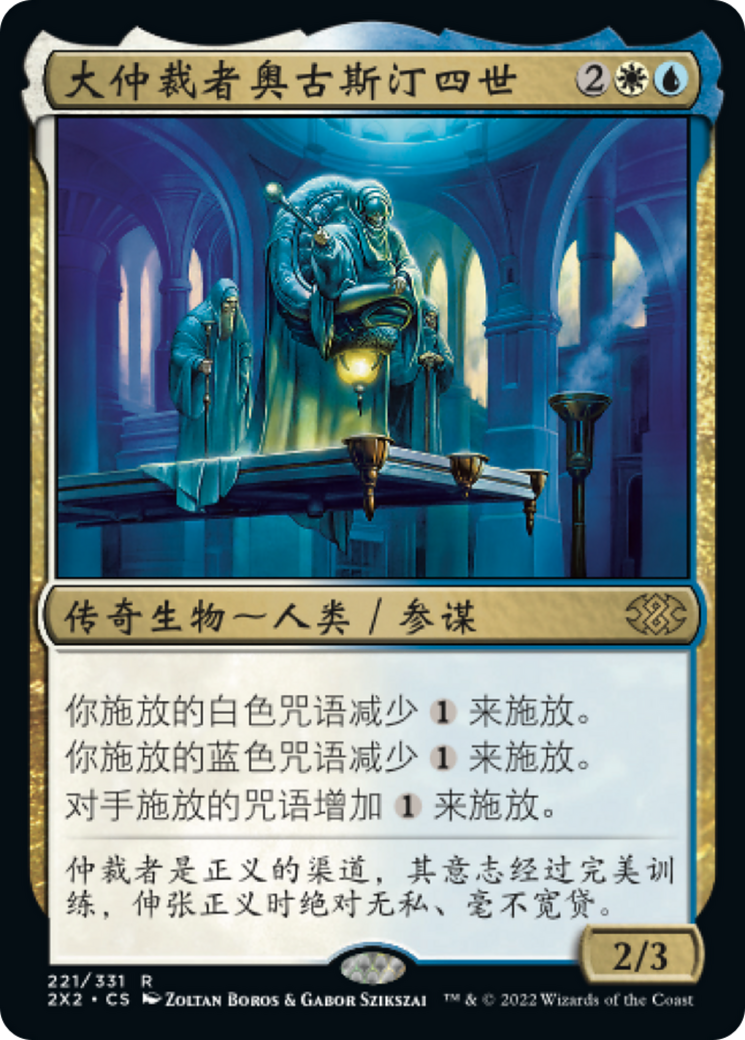 大仲裁者奥古斯汀四世 2
传奇生物～人类 / 参谋
你施放的白色咒语减少 1 来施放。
你施放的蓝色咒语减少 1 来施放。
对手施放的咒语增加 1 来施放。
仲裁者是正义的渠道，其意志经过完美训
练，伸张正义时绝对无私、毫不宽贷。
2/3
221/331 R
2X2 • CS Zoltan Boros & Gabor Szikszai ™ & © 2022 Wizards of the Coast